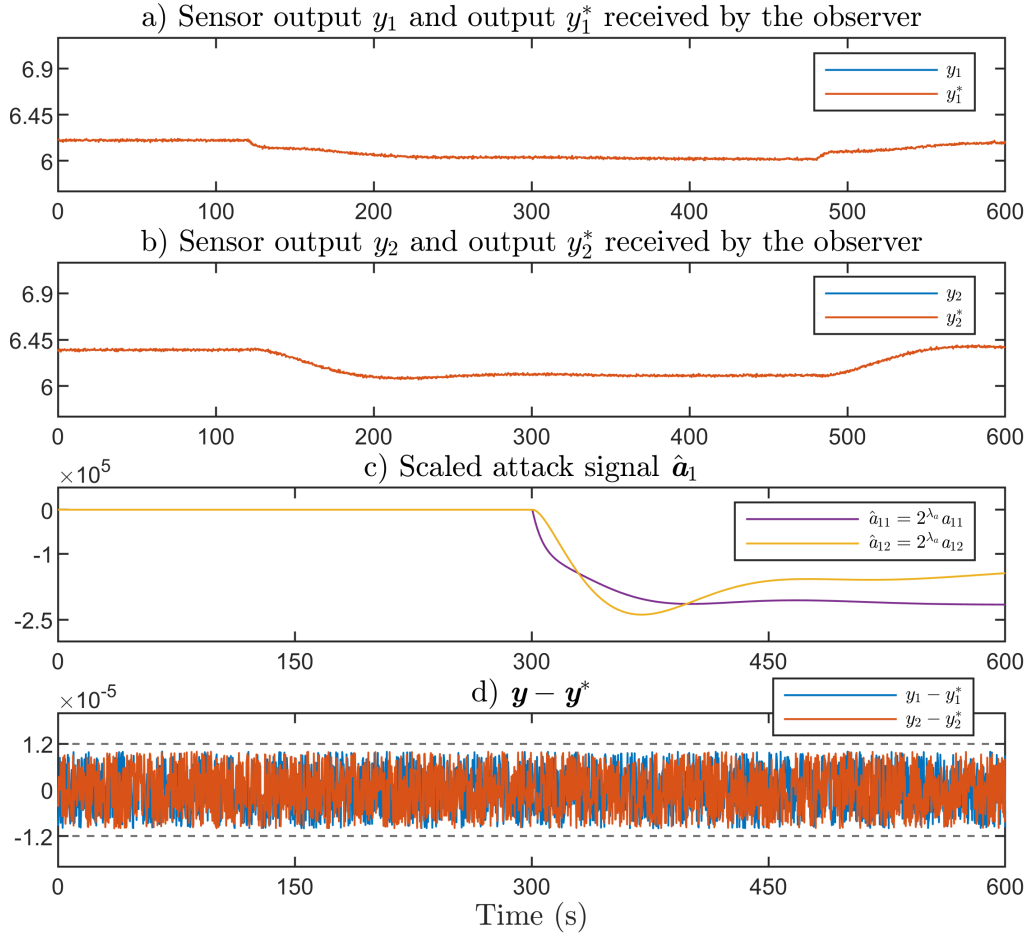 a) Sensor output y₁ and output y₁* received by the observer
6.9
6.45
6
y₁
y₁*
0 100 200 300 400 500 600
b) Sensor output y₂ and output y₂* received by the observer
6.9
6.45
6
y₂
y₂*
0 100 200 300 400 500 600
c) Scaled attack signal â₁
×10⁵
0
-1
-2.5
â₁₁ = 2^{λₐ} a₁₁
â₁₂ = 2^{λₐ} a₁₂
0 150 300 450 600
d) y − y*
×10⁻⁵
1.2
0
-1.2
y₁ − y₁*
y₂ − y₂*
0 150 300 450 600
Time (s)